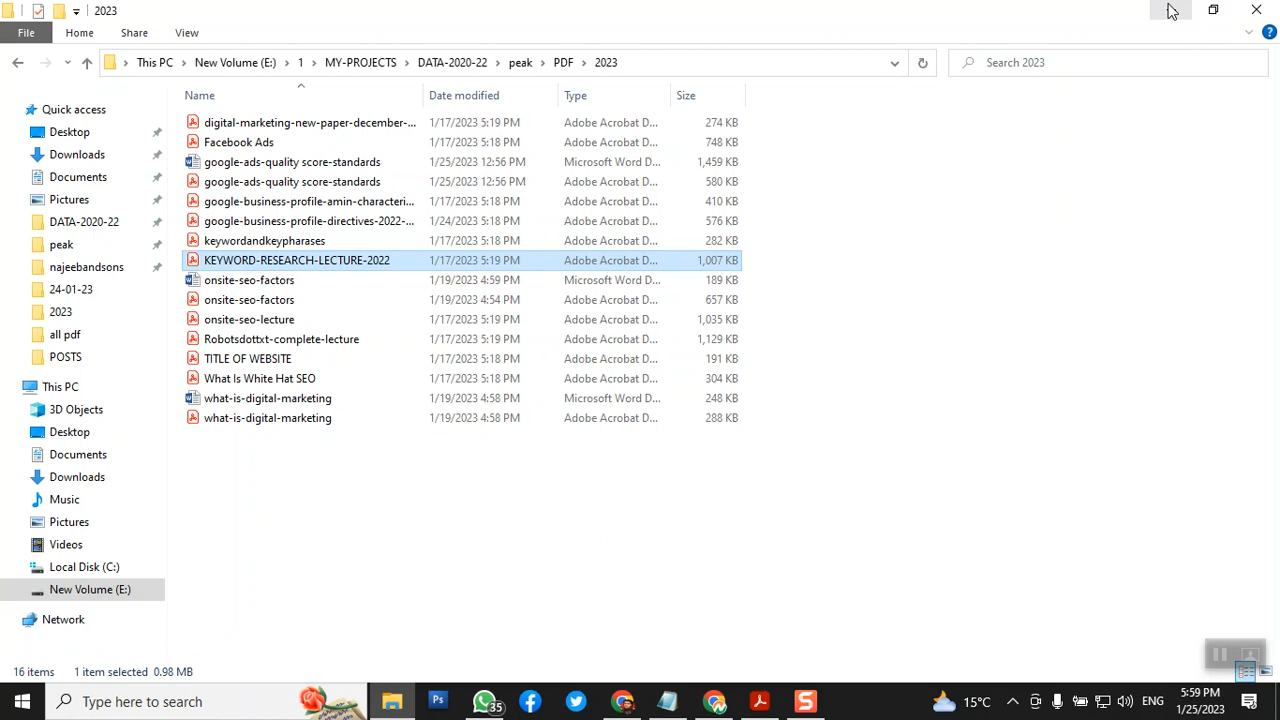 2023
File Home Share View
This PC New Volume (E:) 1 MY-PROJECTS DATA-2020-22 peak PDF 2023 Search 2023
Name Date modified Type Size
Quick access
Desktop
Downloads
Documents
Pictures
DATA-2020-22
peak
najeebandsons
24-01-23
2023
all pdf
POSTS
This PC
3D Objects
Desktop
Documents
Downloads
Music
Pictures
Videos
Local Disk (C:)
New Volume (E:)
Network
digital-marketing-new-paper-december-... 1/17/2023 5:19 PM Adobe Acrobat D... 274 KB
Facebook Ads 1/17/2023 5:18 PM Adobe Acrobat D... 748 KB
google-ads-quality score-standards 1/25/2023 12:56 PM Microsoft Word D... 1,459 KB
google-ads-quality score-standards 1/25/2023 12:56 PM Adobe Acrobat D... 580 KB
google-business-profile-amin-characteri... 1/17/2023 5:18 PM Adobe Acrobat D... 410 KB
google-business-profile-directives-2022-... 1/24/2023 5:18 PM Adobe Acrobat D... 576 KB
keywordandkeypharases 1/17/2023 5:18 PM Adobe Acrobat D... 282 KB
KEYWORD-RESEARCH-LECTURE-2022 1/17/2023 5:19 PM Adobe Acrobat D... 1,007 KB
onsite-seo-factors 1/19/2023 4:59 PM Microsoft Word D... 189 KB
onsite-seo-factors 1/19/2023 4:54 PM Adobe Acrobat D... 657 KB
onsite-seo-lecture 1/17/2023 5:19 PM Adobe Acrobat D... 1,035 KB
Robotsdottxt-complete-lecture 1/17/2023 5:19 PM Adobe Acrobat D... 1,129 KB
TITLE OF WEBSITE 1/17/2023 5:18 PM Adobe Acrobat D... 191 KB
What Is White Hat SEO 1/17/2023 5:18 PM Adobe Acrobat D... 304 KB
what-is-digital-marketing 1/19/2023 4:58 PM Microsoft Word D... 248 KB
what-is-digital-marketing 1/19/2023 4:58 PM Adobe Acrobat D... 288 KB
16 items 1 item selected 0.98 MB
Type here to search Ps 35 15°C ENG 5:59 PM
1/25/2023